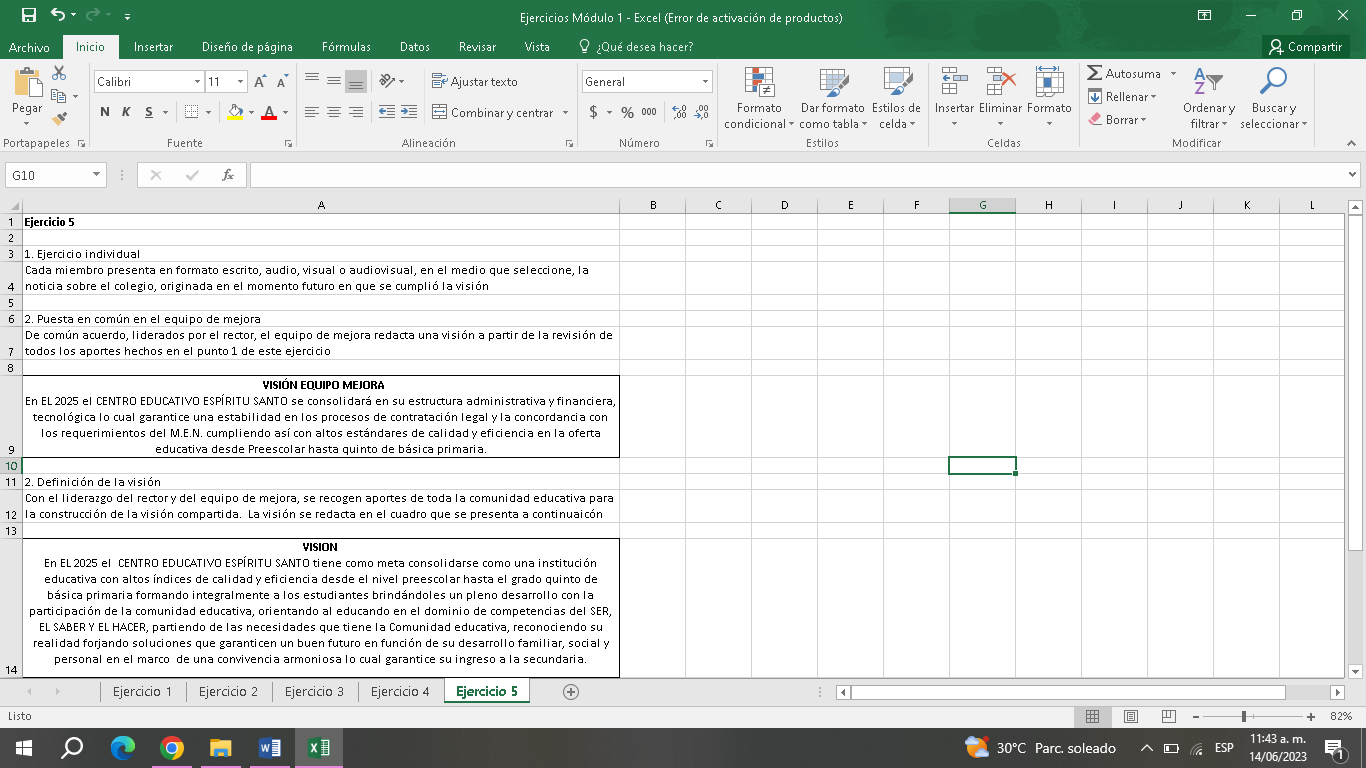 Ejercicios Módulo 1 - Excel (Error de activación de productos)
Archivo Inicio Insertar Diseño de página Fórmulas Datos Revisar Vista ¿Qué desea hacer? Compartir
Pegar
Calibri 11
N K S
Ajustar texto
Combinar y centrar
General
$ % 000
Formato condicional
Dar formato como tabla
Estilos de celda
Insertar Eliminar Formato
Autosuma
Rellenar
Borrar
Ordenar y filtrar
Buscar y seleccionar
Portapapeles Fuente Alineación Número Estilos Celdas Modificar
G10 fx
A B C D E F G H I J K L
1 Ejercicio 5
2
3 1. Ejercicio individual
Cada miembro presenta en formato escrito, audio, visual o audiovisual, en el medio que seleccione, la
4 noticia sobre el colegio, originada en el momento futuro en que se cumplió la visión
5
6 2. Puesta en común en el equipo de mejora
De común acuerdo, liderados por el rector, el equipo de mejora redacta una visión a partir de la revisión de
7 todos los aportes hechos en el punto 1 de este ejercicio
8
VISIÓN EQUIPO MEJORA
En EL 2025 el CENTRO EDUCATIVO ESPÍRITU SANTO se consolidará en su estructura administrativa y financiera,
tecnológica lo cual garantice una estabilidad en los procesos de contratación legal y la concordancia con
los requerimientos del M.E.N. cumpliendo así con altos estándares de calidad y eficiencia en la oferta
9 educativa desde Preescolar hasta quinto de básica primaria.
10
11 2. Definición de la visión
Con el liderazgo del rector y del equipo de mejora, se recogen aportes de toda la comunidad educativa para
12 la construcción de la visión compartida.  La visión se redacta en el cuadro que se presenta a continuaicón
13
VISION
En EL 2025 el  CENTRO EDUCATIVO ESPÍRITU SANTO tiene como meta consolidarse como una institución
educativa con altos índices de calidad y eficiencia desde el nivel preescolar hasta el grado quinto de
básica primaria formando integralmente a los estudiantes brindándoles un pleno desarrollo con la
participación de la comunidad educativa, orientando al educando en el dominio de competencias del SER,
EL SABER Y EL HACER, partiendo de las necesidades que tiene la Comunidad educativa, reconociendo su
realidad forjando soluciones que garanticen un buen futuro en función de su desarrollo familiar, social y
14 personal en el marco  de una convivencia armoniosa lo cual garantice su ingreso a la secundaria.
Ejercicio 1 Ejercicio 2 Ejercicio 3 Ejercicio 4 Ejercicio 5
Listo 82%
30°C Parc. soleado ESP 11:43 a. m.
14/06/2023 1